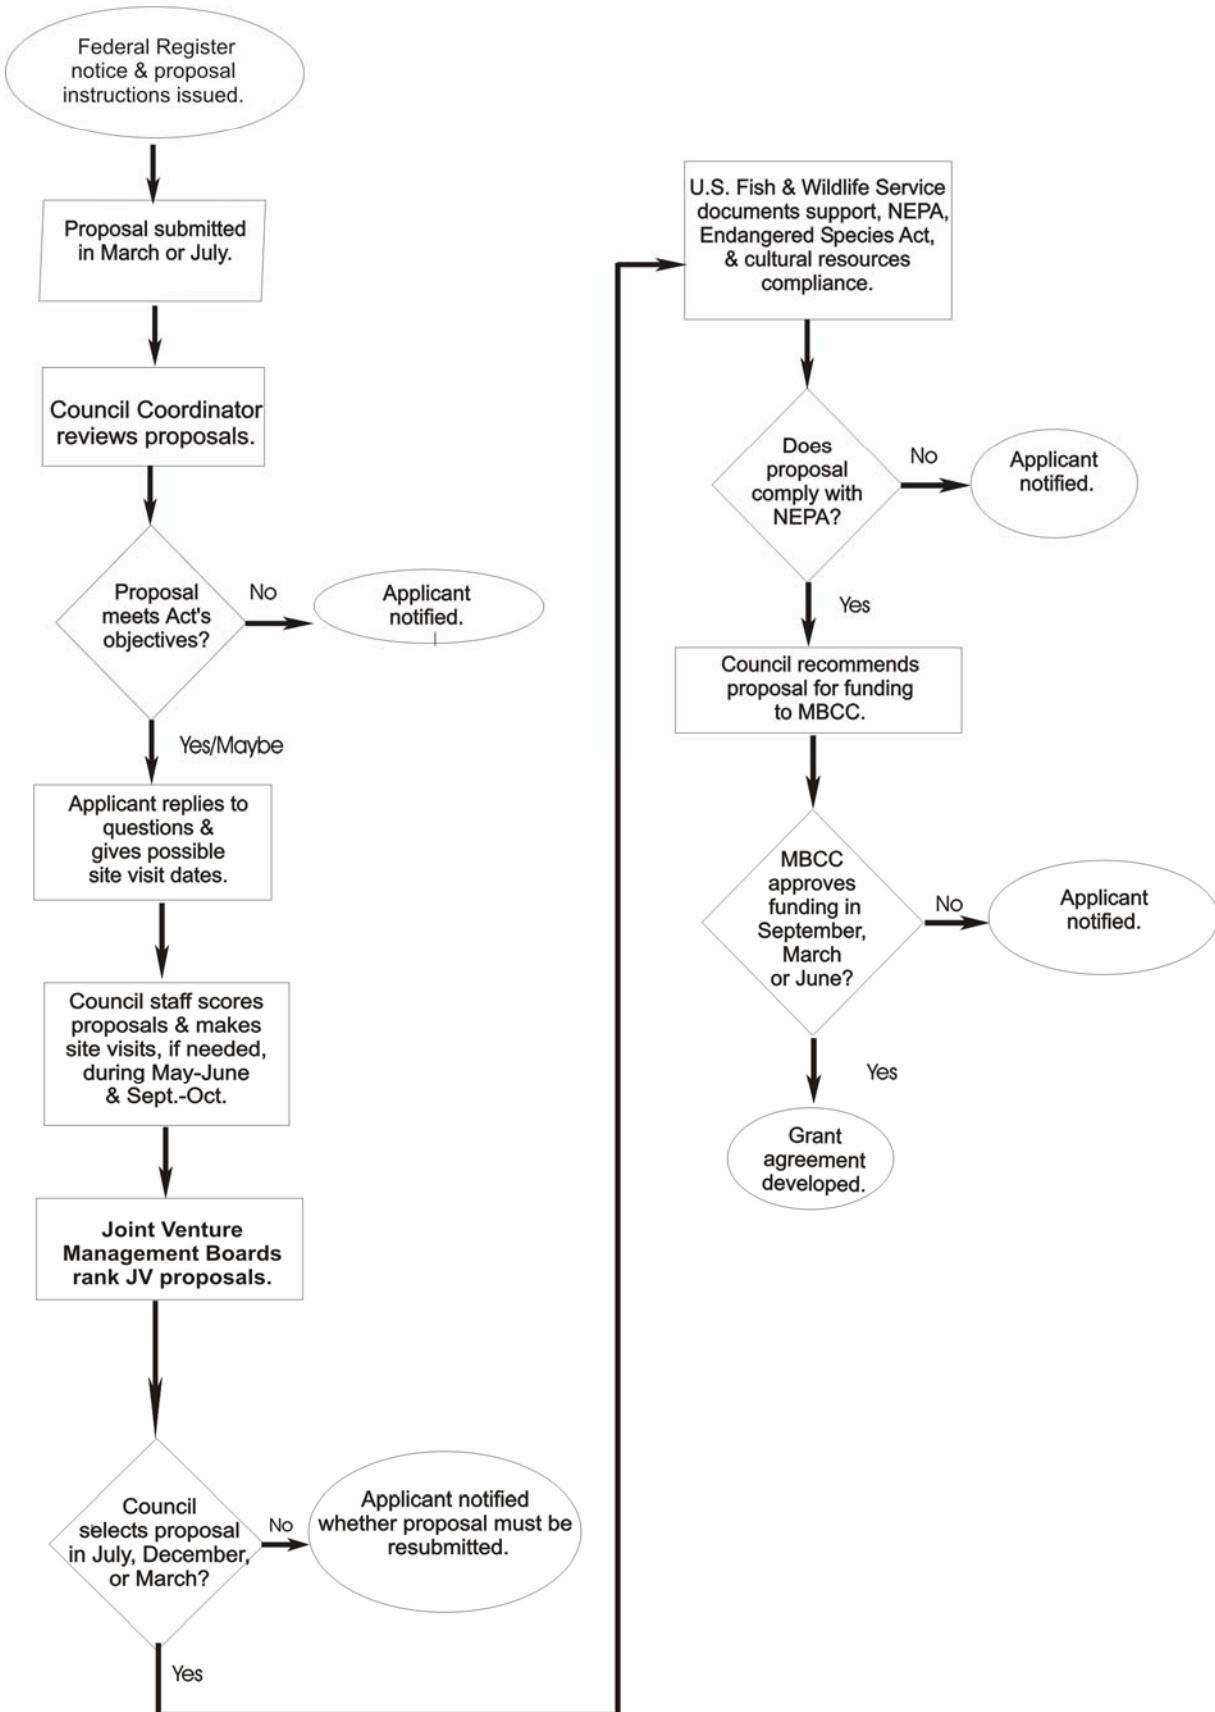 Federal Register
notice & proposal
instructions issued.
Proposal submitted
in March or July.
Council Coordinator
reviews proposals.
Proposal
meets Act's
objectives?
No
Applicant
notified.
Yes/Maybe
Applicant replies to
questions &
gives possible
site visit dates.
Council staff scores
proposals & makes
site visits, if needed,
during May-June
& Sept.-Oct.
Joint Venture
Management Boards
rank JV proposals.
Council
selects proposal
in July, December,
or March?
No
Applicant notified
whether proposal must be
resubmitted.
Yes
U.S. Fish & Wildlife Service
documents support, NEPA,
Endangered Species Act,
& cultural resources
compliance.
Does
proposal
comply with
NEPA?
No
Applicant
notified.
Yes
Council recommends
proposal for funding
to MBCC.
MBCC
approves
funding in
September,
March
or June?
No
Applicant
notified.
Yes
Grant
agreement
developed.